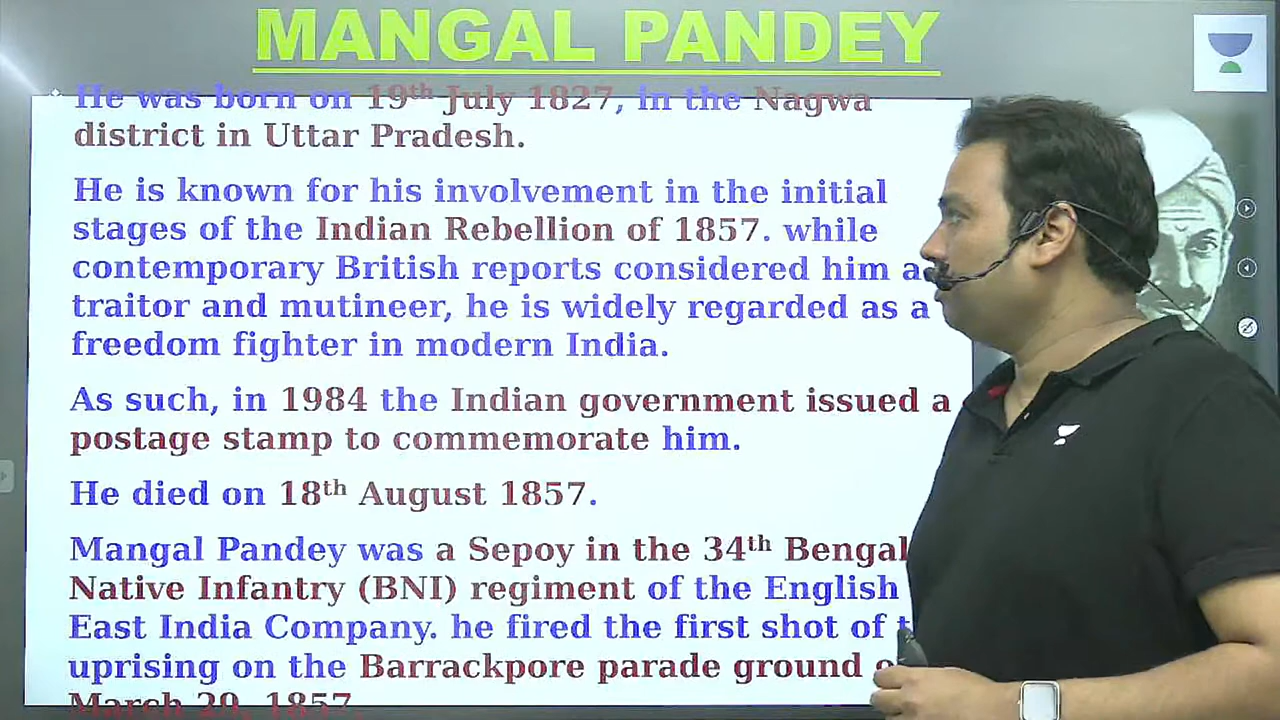 MANGAL PANDEY
He was born on 19th July 1827, in the Nagwa
district in Uttar Pradesh.
He is known for his involvement in the initial
stages of the Indian Rebellion of 1857. while
contemporary British reports considered him a
traitor and mutineer, he is widely regarded as a
freedom fighter in modern India.
As such, in 1984 the Indian government issued a
postage stamp to commemorate him.
He died on 18th August 1857.
Mangal Pandey was a Sepoy in the 34th Bengal
Native Infantry (BNI) regiment of the English
East India Company. he fired the first shot of
uprising on the Barrackpore parade ground
March 29, 1857.